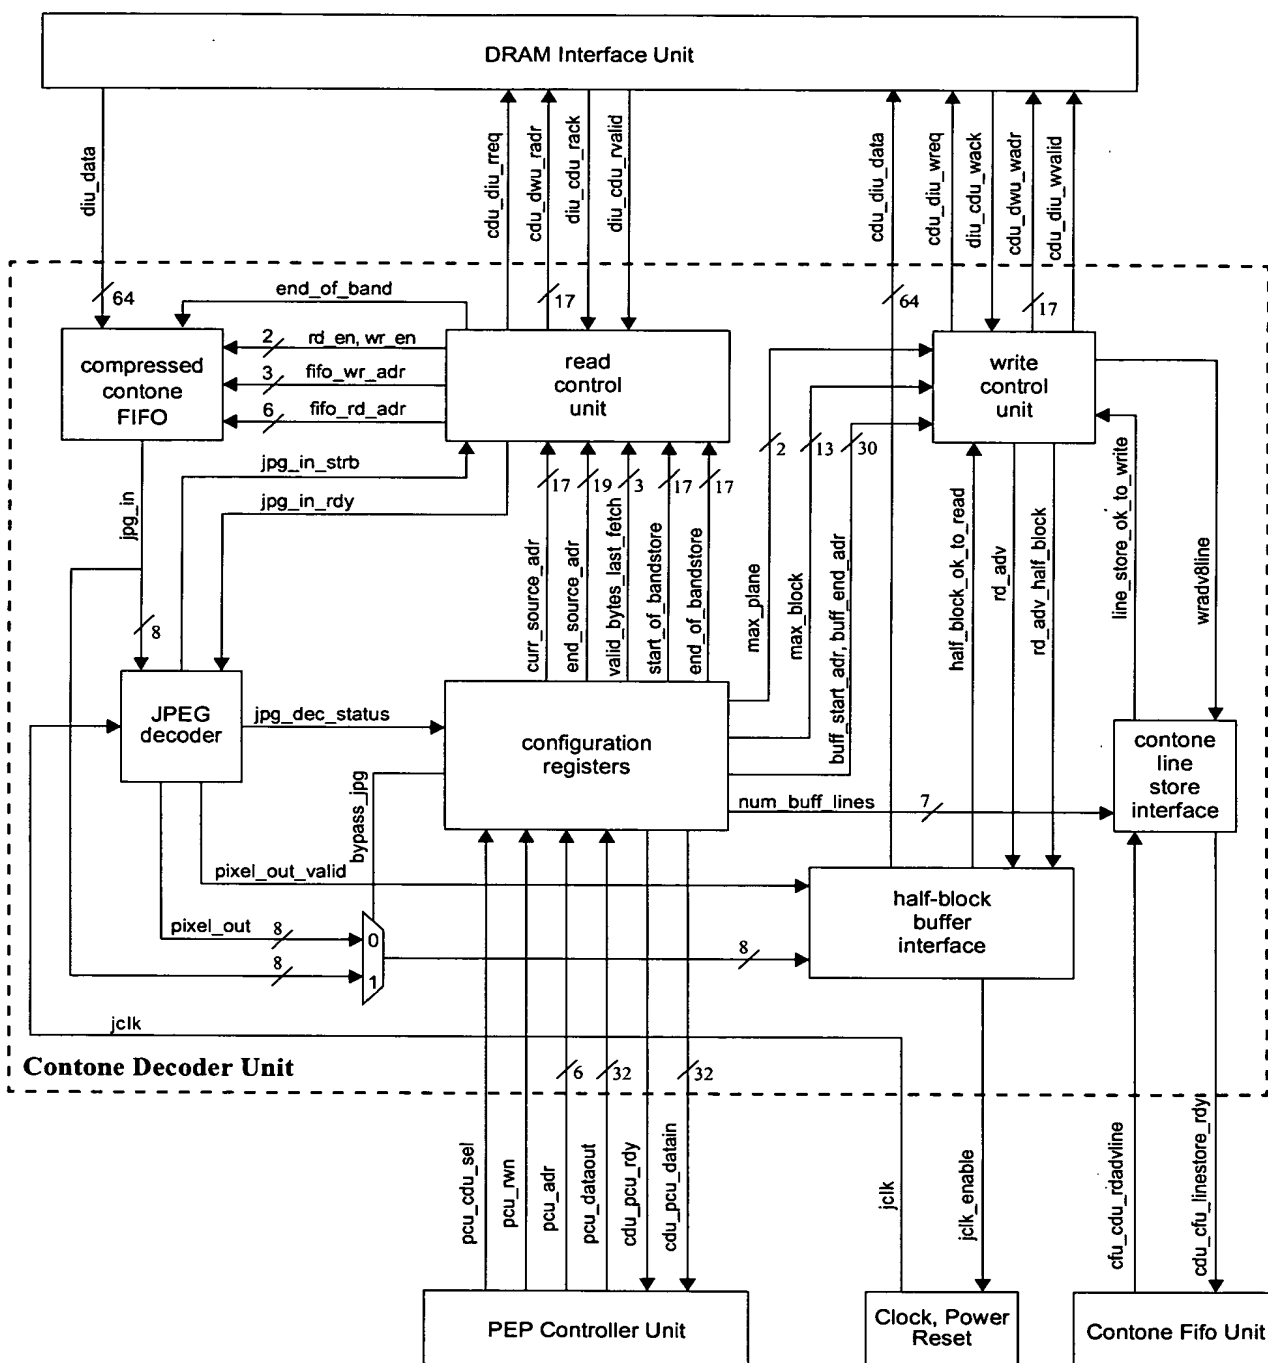 DRAM Interface Unit
diu_data
cdu_diu_rreq
cdu_dwu_radr
diu_cdu_rack
diu_cdu_rvalid
cdu_diu_data
cdu_diu_wreq
diu_cdu_wack
cdu_dwu_wadr
cdu_diu_wvalid
64
end_of_band
17
64
17
compressed
contone
FIFO
2
rd_en, wr_en
3
fifo_wr_adr
6
fifo_rd_adr
read
control
unit
write
control
unit
2
13
30
jpg_in_strb
jpg_in_rdy
jpg_in
8
17
19
3
17
17
curr_source_adr
end_source_adr
valid_bytes_last_fetch
start_of_bandstore
end_of_bandstore
max_plane
max_block
buff_start_adr, buff_end_adr
half_block_ok_to_read
rd_adv
rd_adv_half_block
line_store_ok_to_write
wradv8line
JPEG
decoder
jpg_dec_status
configuration
registers
contone
line
store
interface
bypass_jpg
num_buff_lines
7
pixel_out_valid
pixel_out
8
0
8
1
8
half-block
buffer
interface
jclk
Contone Decoder Unit
6
32
32
pcu_cdu_sel
pcu_rwn
pcu_adr
pcu_dataout
cdu_pcu_rdy
cdu_pcu_datain
jclk
jclk_enable
cfu_cdu_rdadvline
cdu_cfu_linestore_rdy
PEP Controller Unit
Clock, Power
Reset
Contone Fifo Unit